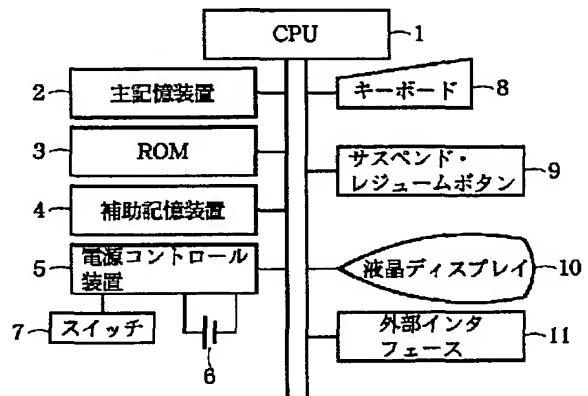 CPU
1
2
主記憶装置
キーボード
8
3
ROM
サスペンド・
レジュームボタン
9
4
補助記憶装置
5
電源コントロール
装置
液晶ディスプレイ
10
7
スイッチ
6
外部インタ
フェース
11